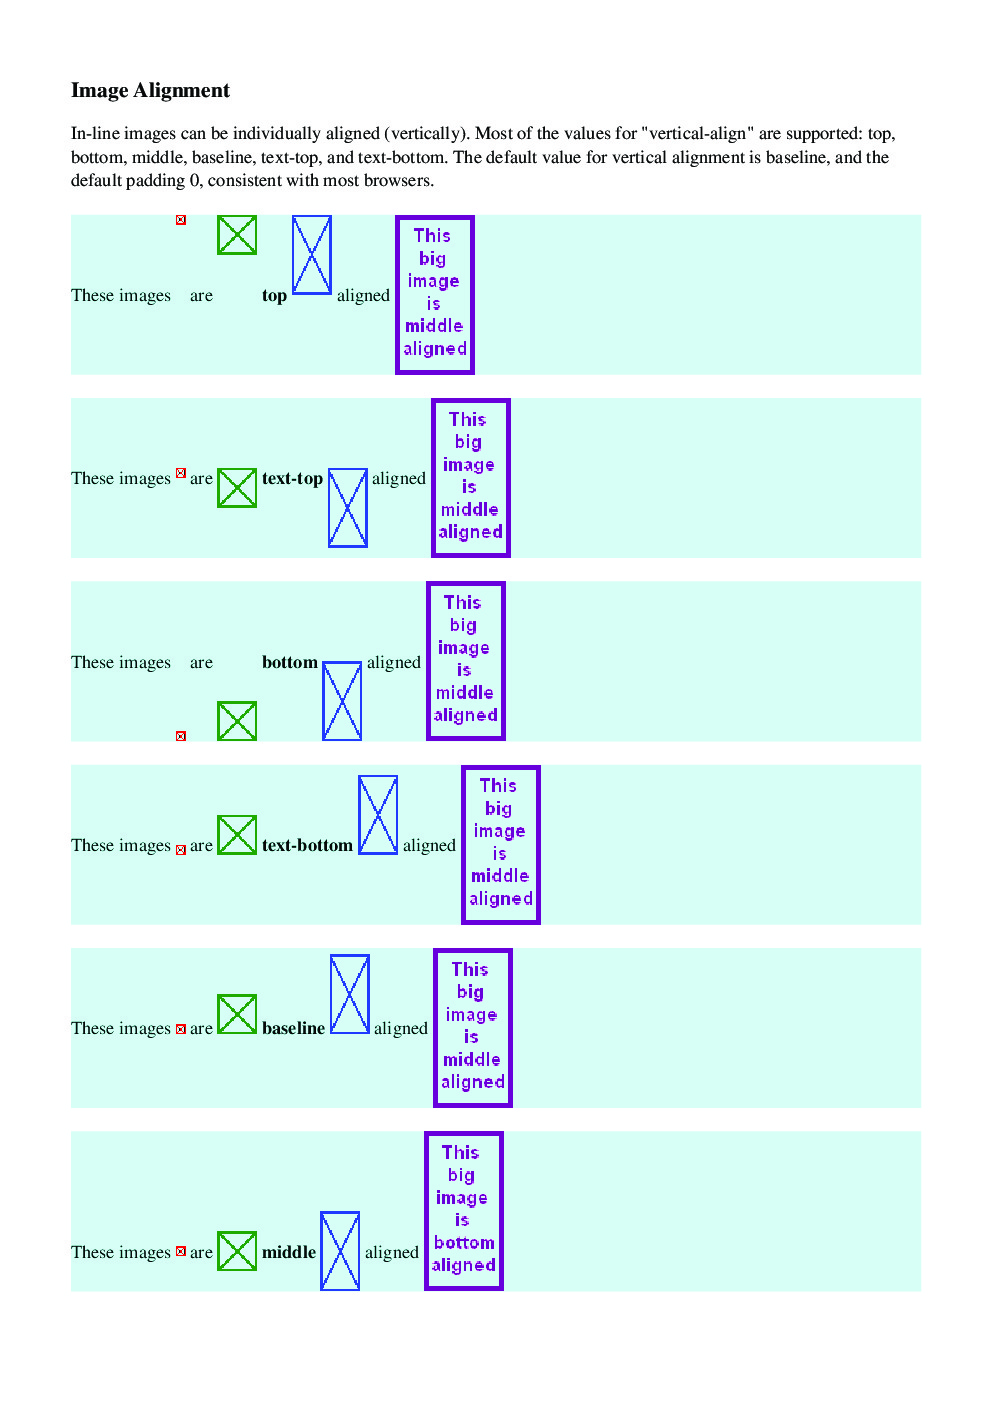 Image Alignment
In-line images can be individually aligned (vertically). Most of the values for "vertical-align" are supported: top,
bottom, middle, baseline, text-top, and text-bottom. The default value for vertical alignment is baseline, and the
default padding 0, consistent with most browsers.
These images are top aligned
This
big
image
is
middle
aligned
These images are text-top aligned
This
big
image
is
middle
aligned
These images are bottom aligned
This
big
image
is
middle
aligned
These images are text-bottom aligned
This
big
image
is
middle
aligned
These images are baseline aligned
This
big
image
is
middle
aligned
These images are middle aligned
This
big
image
is
bottom
aligned